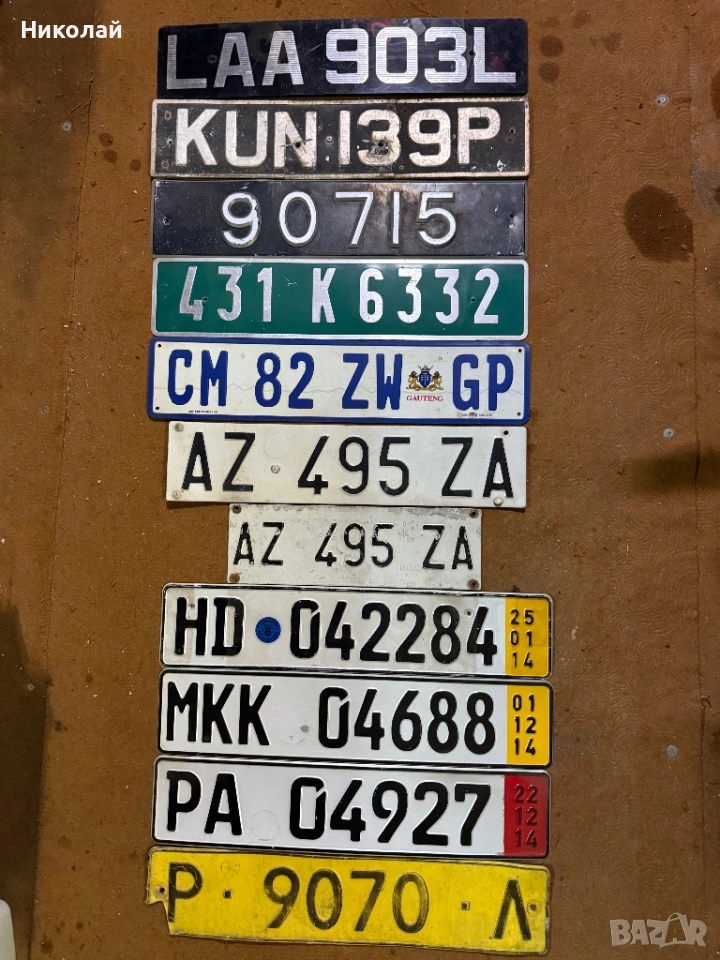 Николай
LAA 903L
KUN 139P
90715
431 K 6332
CM 82 ZW GP
GAUTENG
AZ 495 ZA
AZ 495 ZA
HD 042284 25 01 14
MKK 04688 01 12 14
PA 04927 22 12 14
P·9070·Л
BAZAR